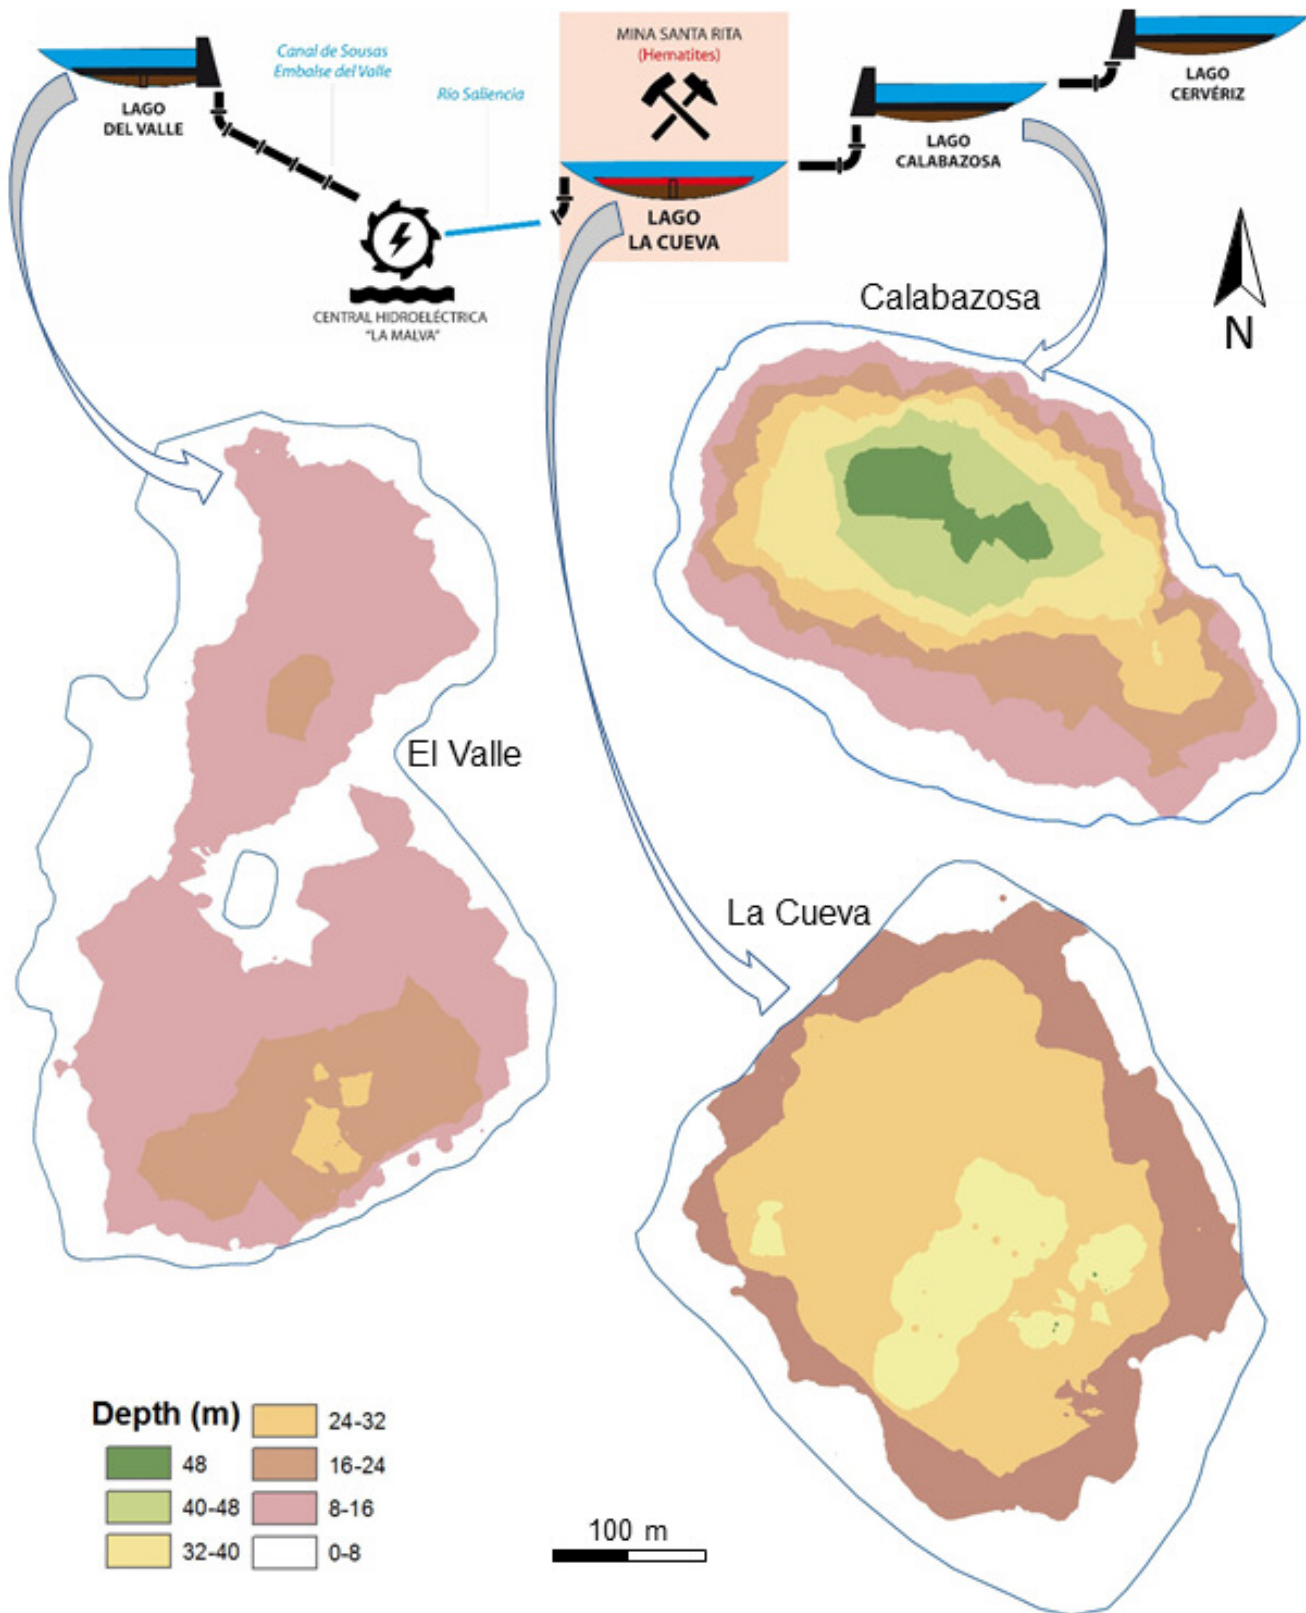 Canal de Sousas
Embalse del Valle
MINA SANTA RITA
(Hematites)
LAGO
CERVÉRIZ
LAGO
DEL VALLE
Río Saliencia
LAGO
CALABAZOSA
LAGO
LA CUEVA
CENTRAL HIDROELÉCTRICA
"LA MALVA"
Calabazosa
N
El Valle
La Cueva
Depth (m)
48
40-48
32-40
24-32
16-24
8-16
0-8
100 m